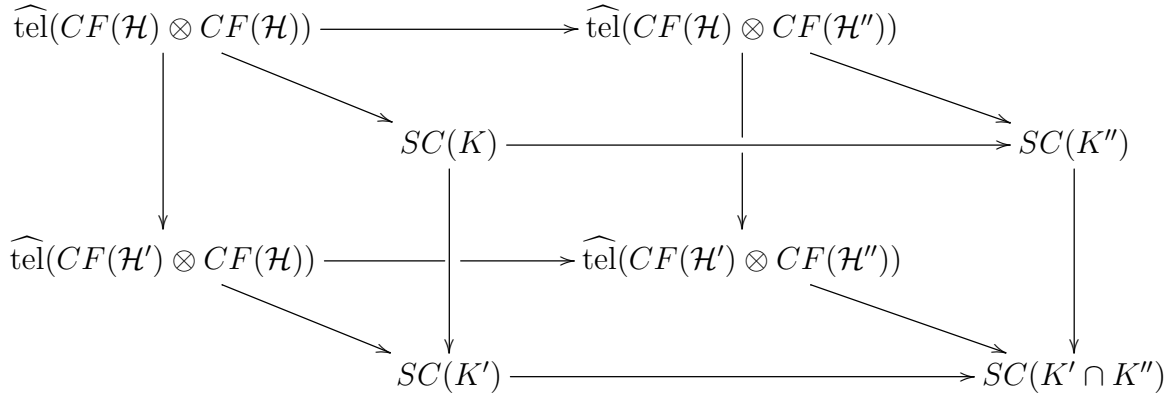 $\widehat{\mathrm{tel}}(CF(\mathcal{H}) \otimes CF(\mathcal{H}))$ $\widehat{\mathrm{tel}}(CF(\mathcal{H}) \otimes CF(\mathcal{H}''))$
$SC(K)$ $SC(K'')$
$\widehat{\mathrm{tel}}(CF(\mathcal{H}') \otimes CF(\mathcal{H}))$ $\widehat{\mathrm{tel}}(CF(\mathcal{H}') \otimes CF(\mathcal{H}''))$
$SC(K')$ $SC(K' \cap K'')$